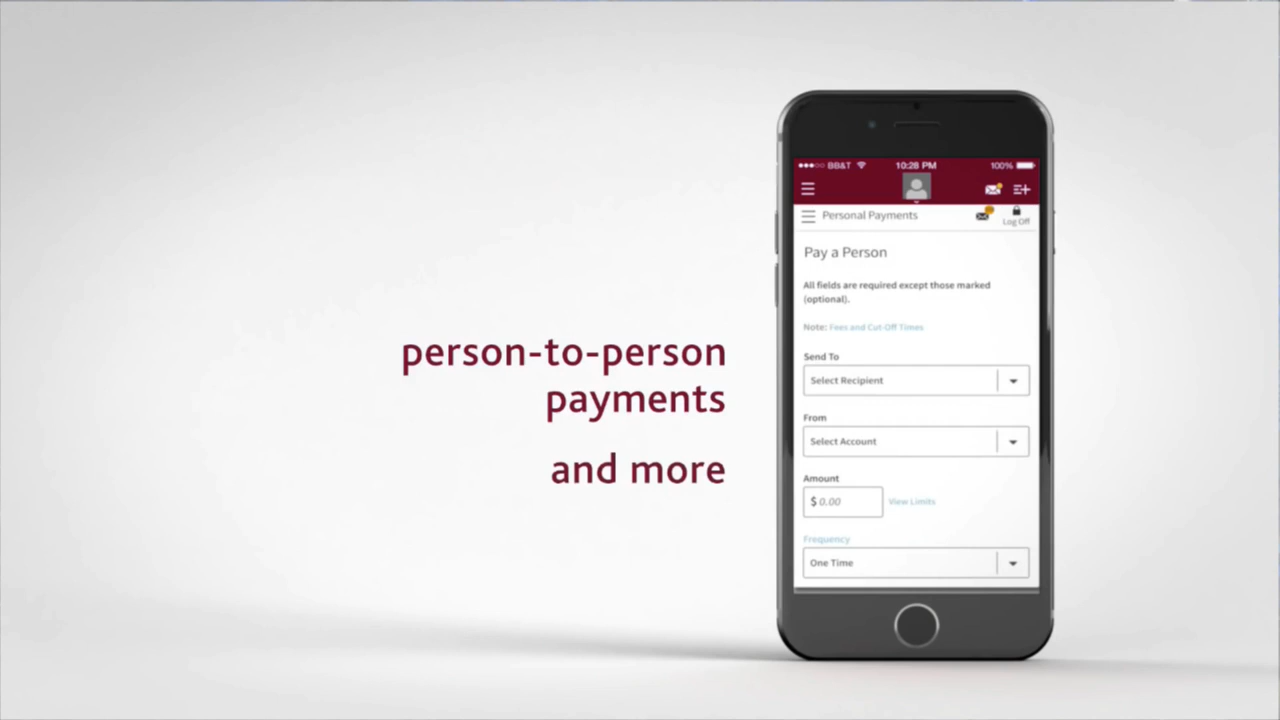 person-to-person
payments
and more
BB&T 10:28 PM 100%
Personal Payments
Log Off
Pay a Person
All fields are required except those marked
(optional).
Note: Fees and Cut-Off Times
Send To
Select Recipient
From
Select Account
Amount
$ 0.00 View Limits
Frequency
One Time